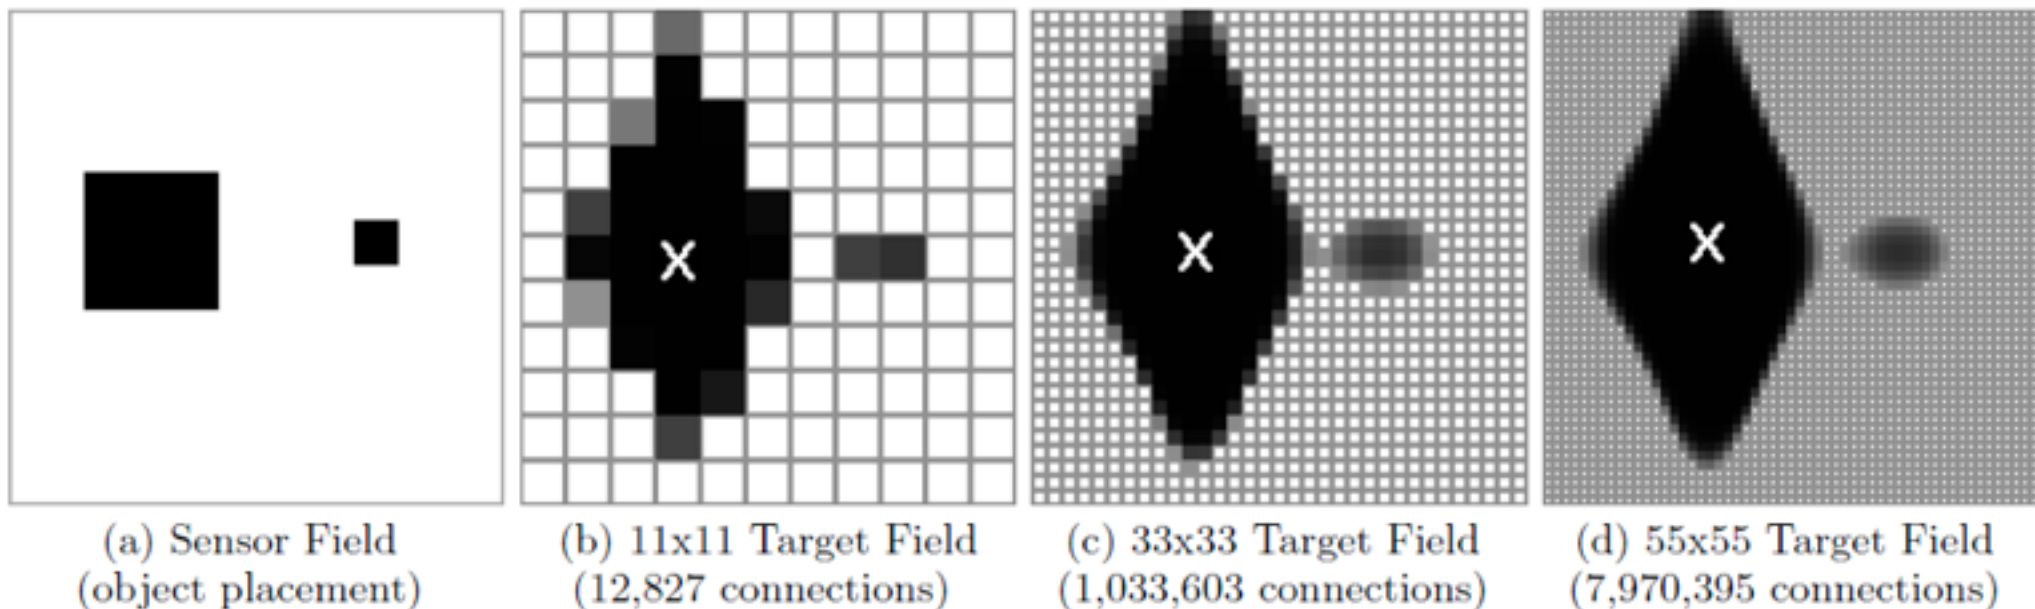 X
X
X
(a) Sensor Field
(object placement)
(b) 11x11 Target Field
(12,827 connections)
(c) 33x33 Target Field
(1,033,603 connections)
(d) 55x55 Target Field
(7,970,395 connections)